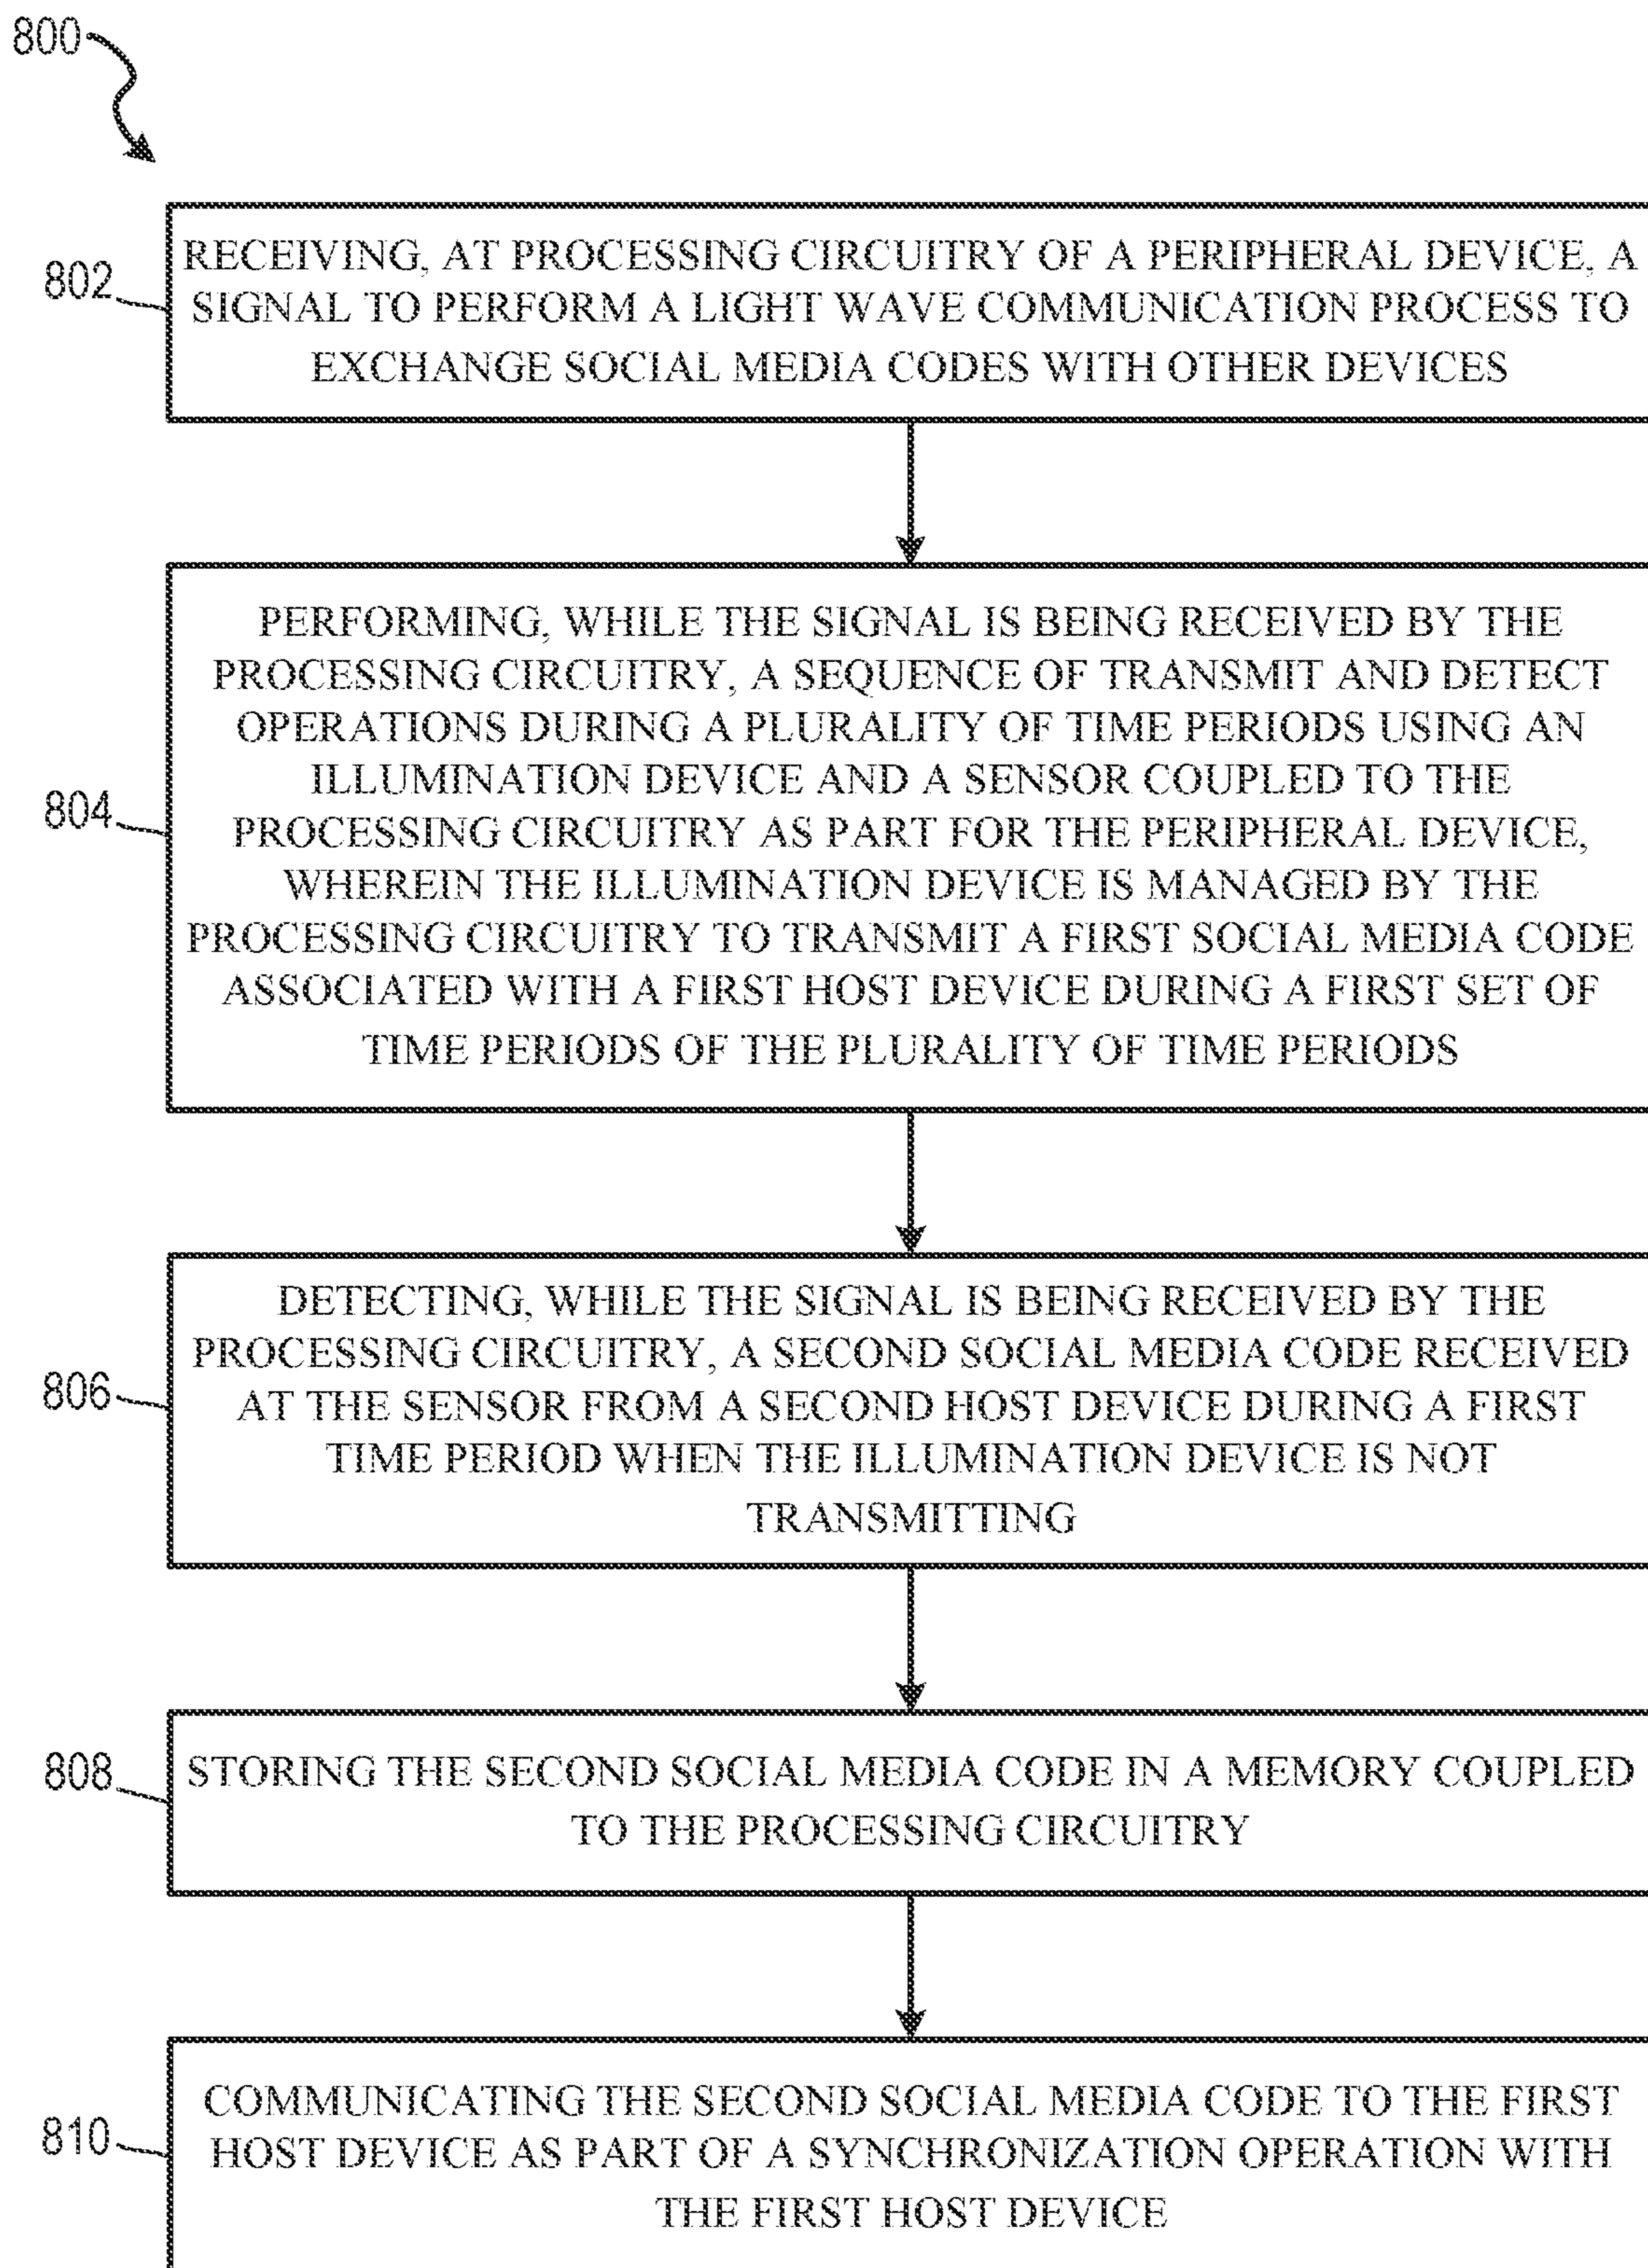 800
802
RECEIVING, AT PROCESSING CIRCUITRY OF A PERIPHERAL DEVICE, A
SIGNAL TO PERFORM A LIGHT WAVE COMMUNICATION PROCESS TO
EXCHANGE SOCIAL MEDIA CODES WITH OTHER DEVICES
804
PERFORMING, WHILE THE SIGNAL IS BEING RECEIVED BY THE
PROCESSING CIRCUITRY, A SEQUENCE OF TRANSMIT AND DETECT
OPERATIONS DURING A PLURALITY OF TIME PERIODS USING AN
ILLUMINATION DEVICE AND A SENSOR COUPLED TO THE
PROCESSING CIRCUITRY AS PART FOR THE PERIPHERAL DEVICE,
WHEREIN THE ILLUMINATION DEVICE IS MANAGED BY THE
PROCESSING CIRCUITRY TO TRANSMIT A FIRST SOCIAL MEDIA CODE
ASSOCIATED WITH A FIRST HOST DEVICE DURING A FIRST SET OF
TIME PERIODS OF THE PLURALITY OF TIME PERIODS
806
DETECTING, WHILE THE SIGNAL IS BEING RECEIVED BY THE
PROCESSING CIRCUITRY, A SECOND SOCIAL MEDIA CODE RECEIVED
AT THE SENSOR FROM A SECOND HOST DEVICE DURING A FIRST
TIME PERIOD WHEN THE ILLUMINATION DEVICE IS NOT
TRANSMITTING
808
STORING THE SECOND SOCIAL MEDIA CODE IN A MEMORY COUPLED
TO THE PROCESSING CIRCUITRY
810
COMMUNICATING THE SECOND SOCIAL MEDIA CODE TO THE FIRST
HOST DEVICE AS PART OF A SYNCHRONIZATION OPERATION WITH
THE FIRST HOST DEVICE